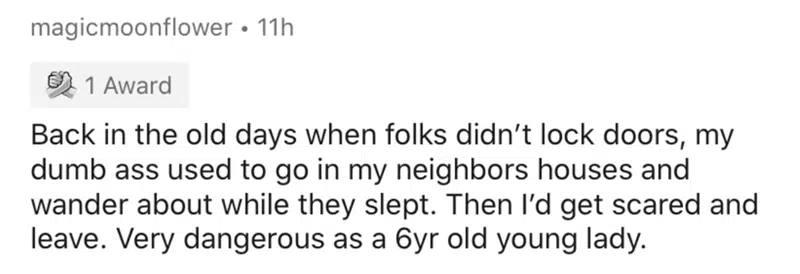 magicmoonflower • 11h
1 Award
Back in the old days when folks didn’t lock doors, my
dumb ass used to go in my neighbors houses and
wander about while they slept. Then I’d get scared and
leave. Very dangerous as a 6yr old young lady.